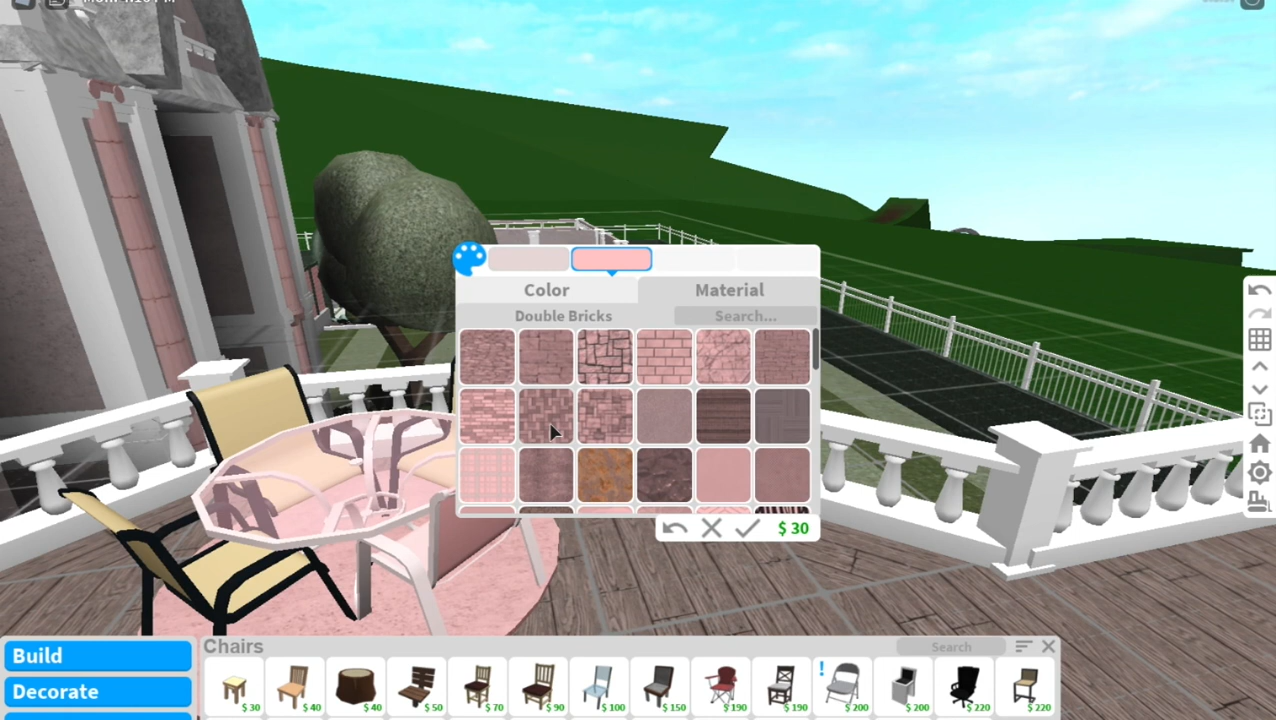 Color
Material
Double Bricks
Search...
$ 30
Build
Chairs
Search
Decorate
$ 30
$ 40
$ 40
$ 50
$ 70
$ 90
$ 100
$ 150
$ 190
$ 190
!
$ 200
$ 200
$ 220
$ 220